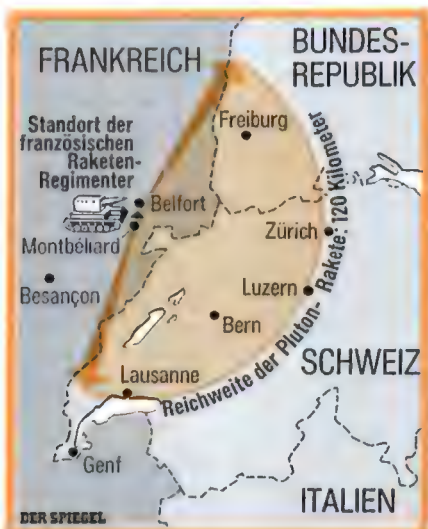 FRANKREICH
BUNDES-
REPUBLIK
Standort der
französischen
Raketen-
Regimenter
Freiburg
Belfort
Montbéliard
Besançon
Zürich
Luzern
Bern
Reichweite der Pluton-Rakete: 120 Kilometer
SCHWEIZ
Lausanne
Genf
ITALIEN
DER SPIEGEL